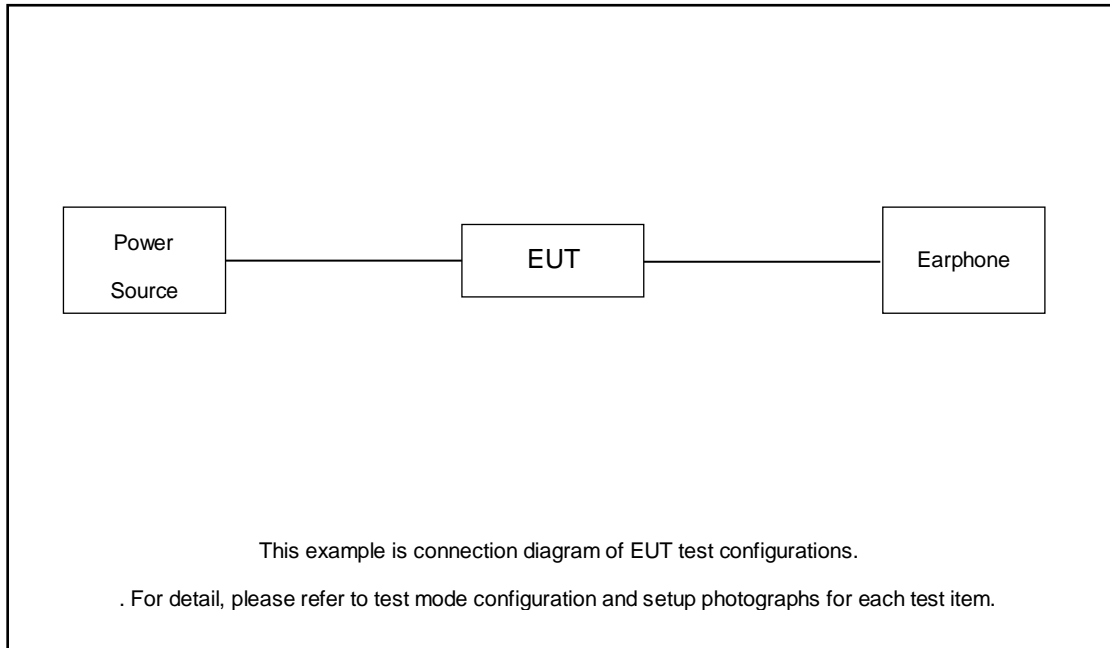 Power
Source
EUT
Earphone
This example is connection diagram of EUT test configurations.
. For detail, please refer to test mode configuration and setup photographs for each test item.